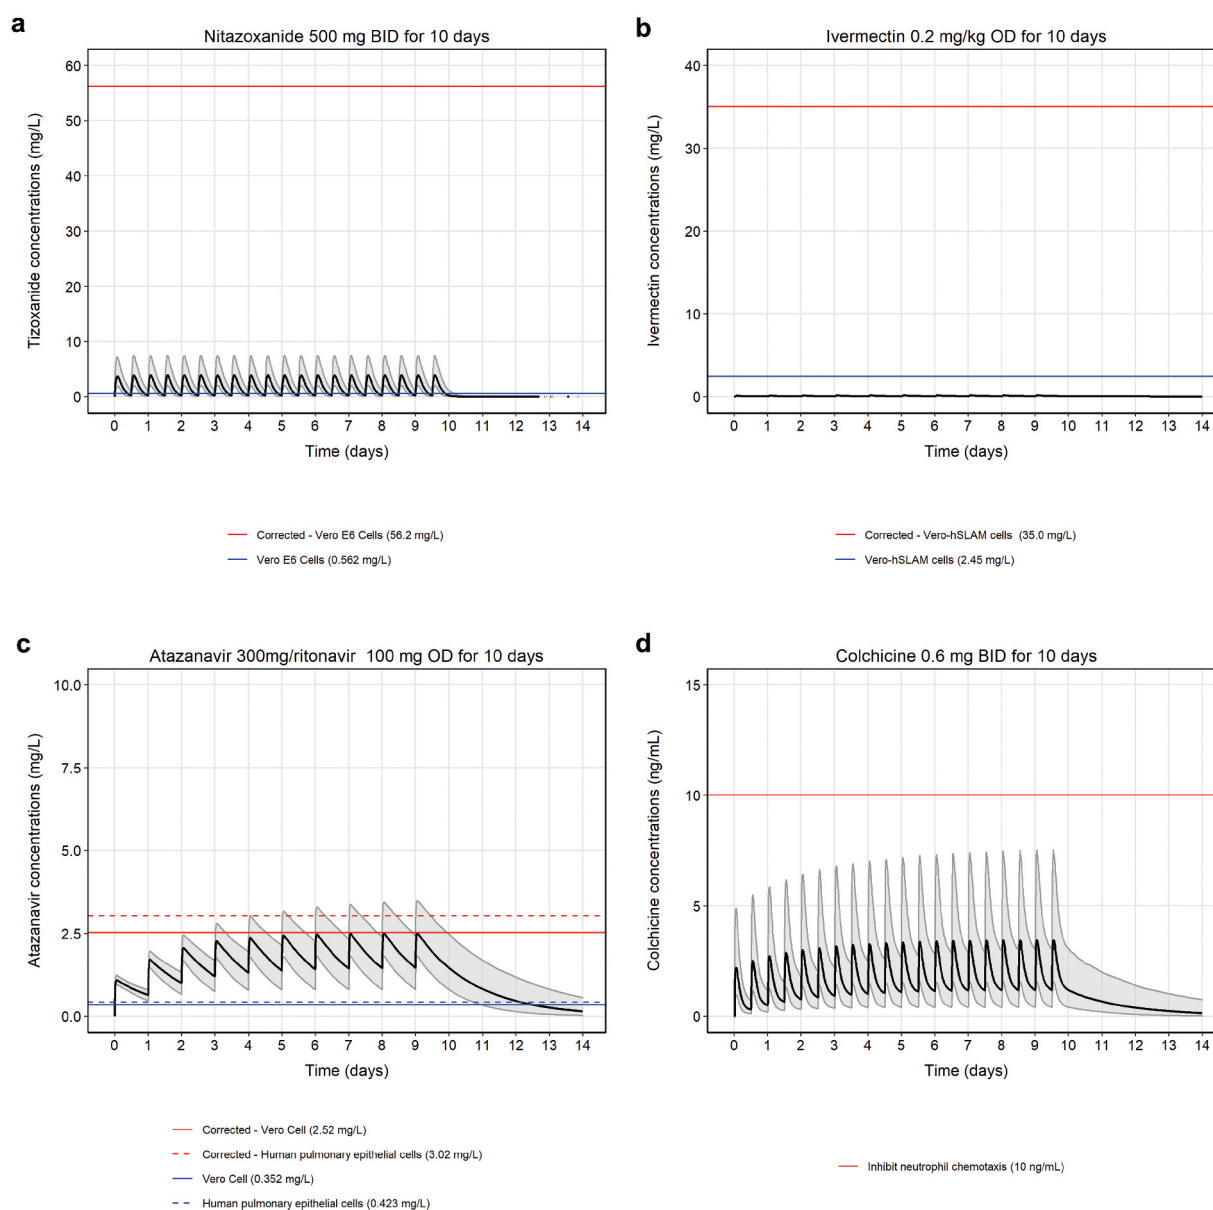 a
Nitazoxanide 500 mg BID for 10 days
Tizoxanide concentrations (mg/L)
60
50
40
30
20
10
0
0 1 2 3 4 5 6 7 8 9 10 11 12 13 14
Time (days)
Corrected - Vero E6 Cells (56.2 mg/L)
Vero E6 Cells (0.562 mg/L)
b
Ivermectin 0.2 mg/kg OD for 10 days
Ivermectin concentrations (mg/L)
40
30
20
10
0
0 1 2 3 4 5 6 7 8 9 10 11 12 13 14
Time (days)
Corrected - Vero-hSLAM cells (35.0 mg/L)
Vero-hSLAM cells (2.45 mg/L)
c
Atazanavir 300mg/ritonavir 100 mg OD for 10 days
Atazanavir concentrations (mg/L)
10.0
7.5
5.0
2.5
0.0
0 1 2 3 4 5 6 7 8 9 10 11 12 13 14
Time (days)
Corrected - Vero Cell (2.52 mg/L)
Corrected - Human pulmonary epithelial cells (3.02 mg/L)
Vero Cell (0.352 mg/L)
Human pulmonary epithelial cells (0.423 mg/L)
d
Colchicine 0.6 mg BID for 10 days
Colchicine concentrations (ng/mL)
15
10
5
0
0 1 2 3 4 5 6 7 8 9 10 11 12 13 14
Time (days)
Inhibit neutrophil chemotaxis (10 ng/mL)